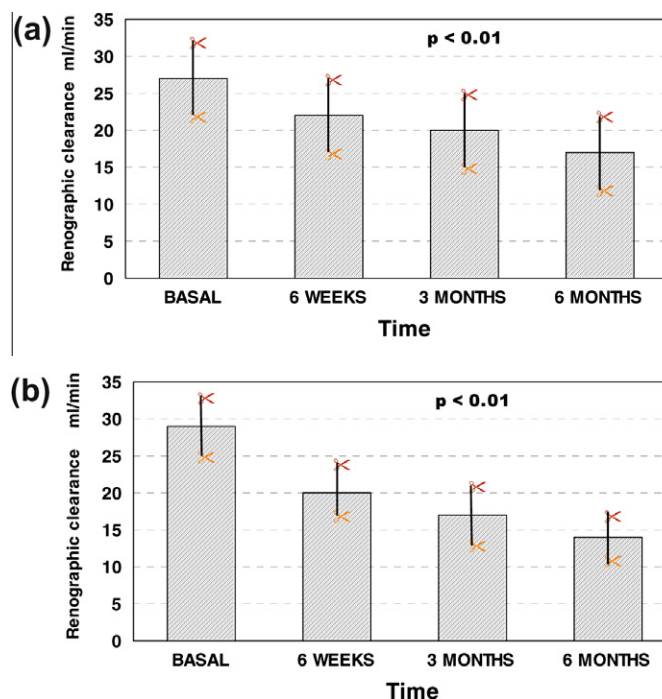 (a)
Renographic clearance ml/min
35
30
25
20
15
10
5
0
p < 0.01
BASAL 6 WEEKS 3 MONTHS 6 MONTHS
Time
(b)
Renographic clearance ml/min
35
30
25
20
15
10
5
0
p < 0.01
BASAL 6 WEEKS 3 MONTHS 6 MONTHS
Time